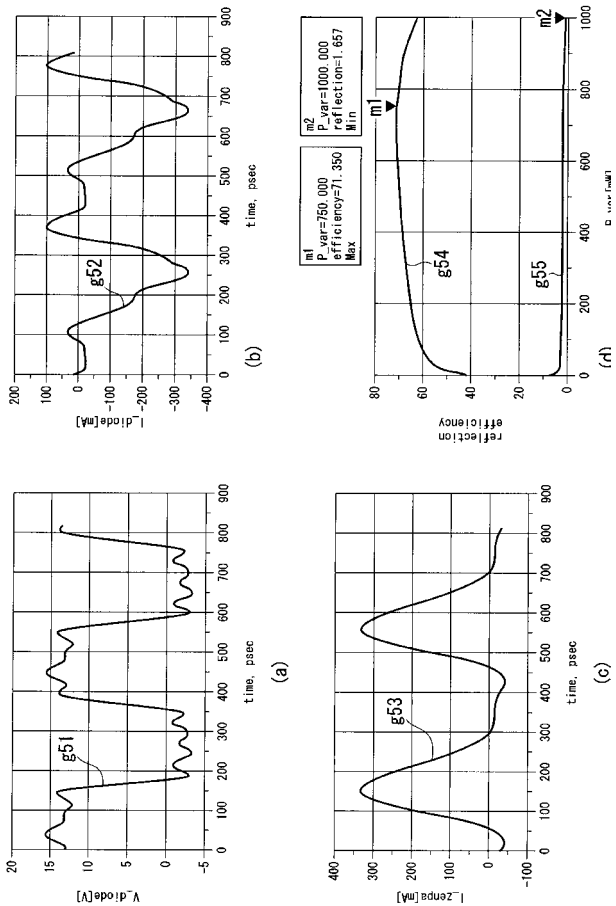 20
15
10
5
0
-5
V_diode[V]
g51
0 100 200 300 400 500 600 700 800 900
time, psec
(a)
100
0
-100
-200
-300
-400
I_diode[mA]
g52
0 100 200 300 400 500 600 700 800 900
time, psec
(b)
400
300
200
100
0
-100
I_zenpa[mA]
g53
0 100 200 300 400 500 600 700 800 900
time, psec
(c)
m1
P_var=750.000
efficiency=71.350
Max
m2
P_var=1000.000
reflection=1.657
Min
80
60
40
20
0
reflection
efficiency
m1
m2
g54
g55
0 200 400 600 800 1000
P_var[mW]
(d)